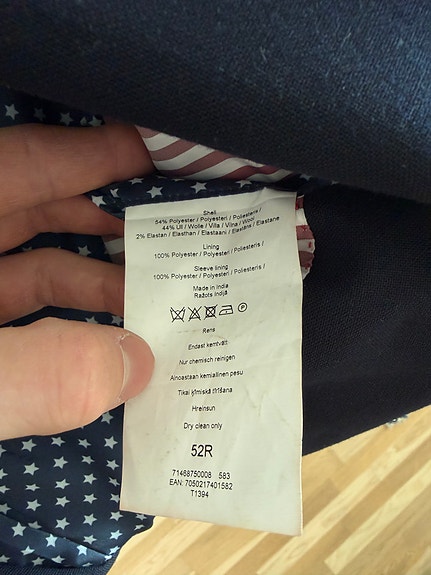 Shell
54% Polyester / Polyesteri / Poliesteris /
44% Ull / Wolle / Villa / Vilna / Wool
2% Elastan / Elasthan / Elastaani / Elastāns / Elastane
Lining
100% Polyester / Polyesteri / Poliesteris /
Sleeve lining
100% Polyester / Polyesteri / Poliesteris /
Made in India
Ražots Indijā
P
Rens
Endast kemtvätt
Nur chemisch reinigen
Ainoastaan kemiallinen pesu
Tikai ķīmiskā tīrīšana
Hreinsun
Dry clean only
52R
71468750008 583
EAN: 7050217401582
T1394